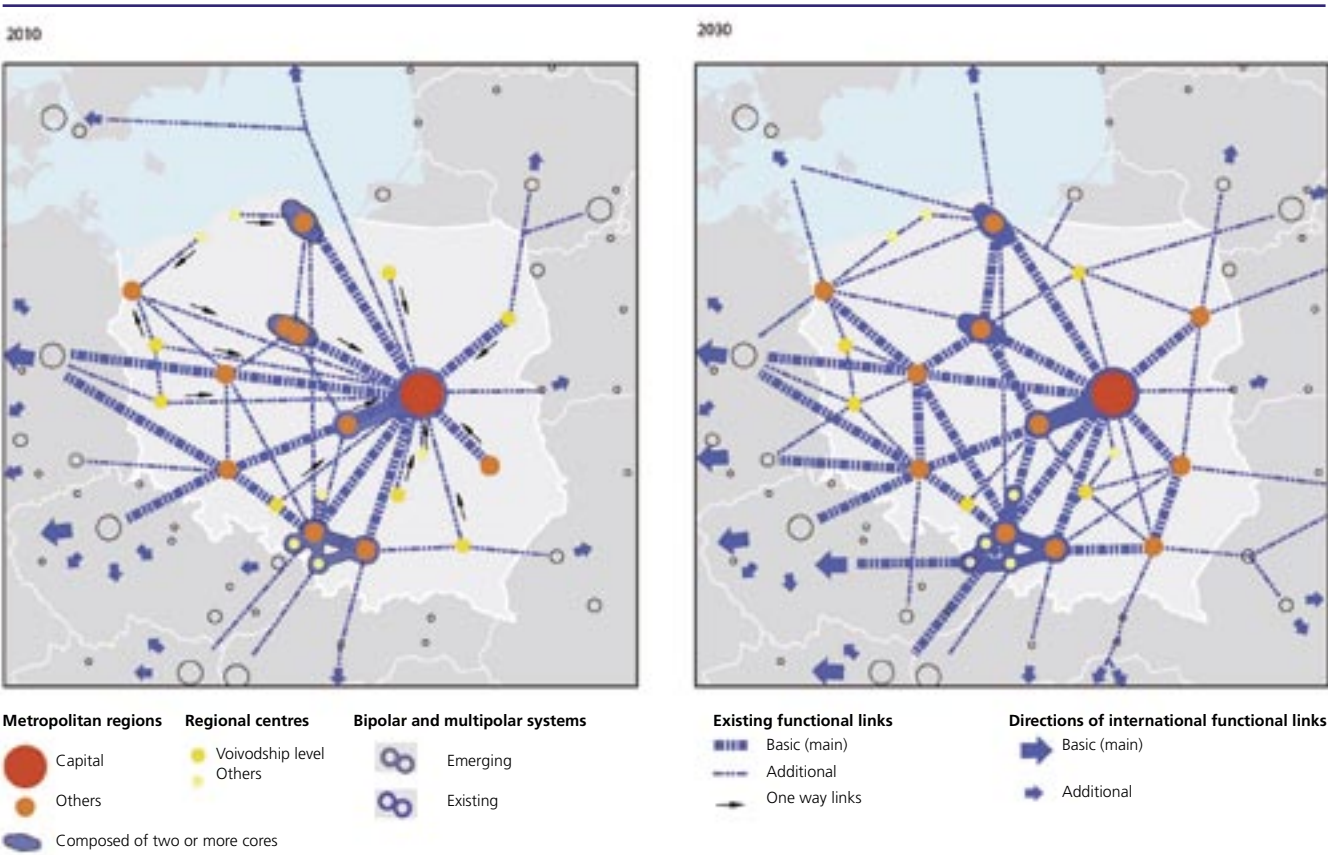 2010
2030
Metropolitan regions
Capital
Others
Composed of two or more cores
Regional centres
Voivodship level
Others
Bipolar and multipolar systems
Emerging
Existing
Existing functional links
Basic (main)
Additional
One way links
Directions of international functional links
Basic (main)
Additional